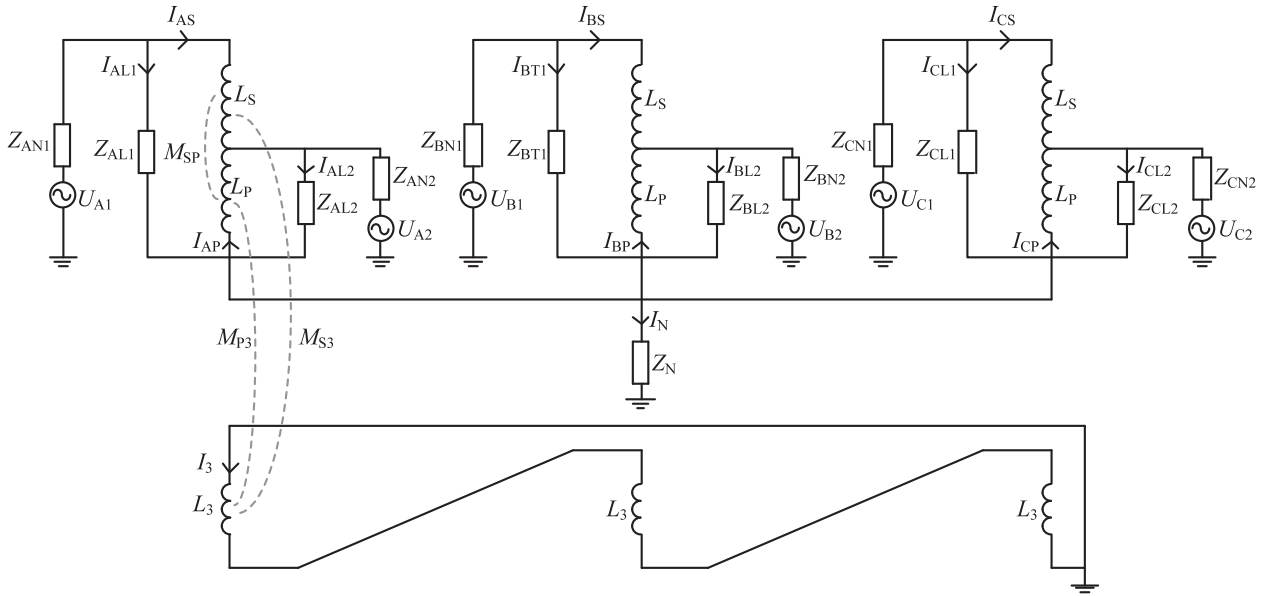 I_AS
I_BS
I_CS
I_AL1
I_BT1
I_CL1
L_S
L_S
L_S
Z_AN1
Z_AL1
M_SP
Z_BN1
Z_BT1
Z_CN1
Z_CL1
I_AL2
Z_AN2
I_BL2
Z_BN2
I_CL2
Z_CN2
U_A1
L_P
Z_AL2
U_B1
L_P
Z_BL2
U_C1
L_P
Z_CL2
U_A2
U_B2
U_C2
I_AP
I_BP
I_CP
I_N
M_P3
M_S3
Z_N
I_3
L_3
L_3
L_3